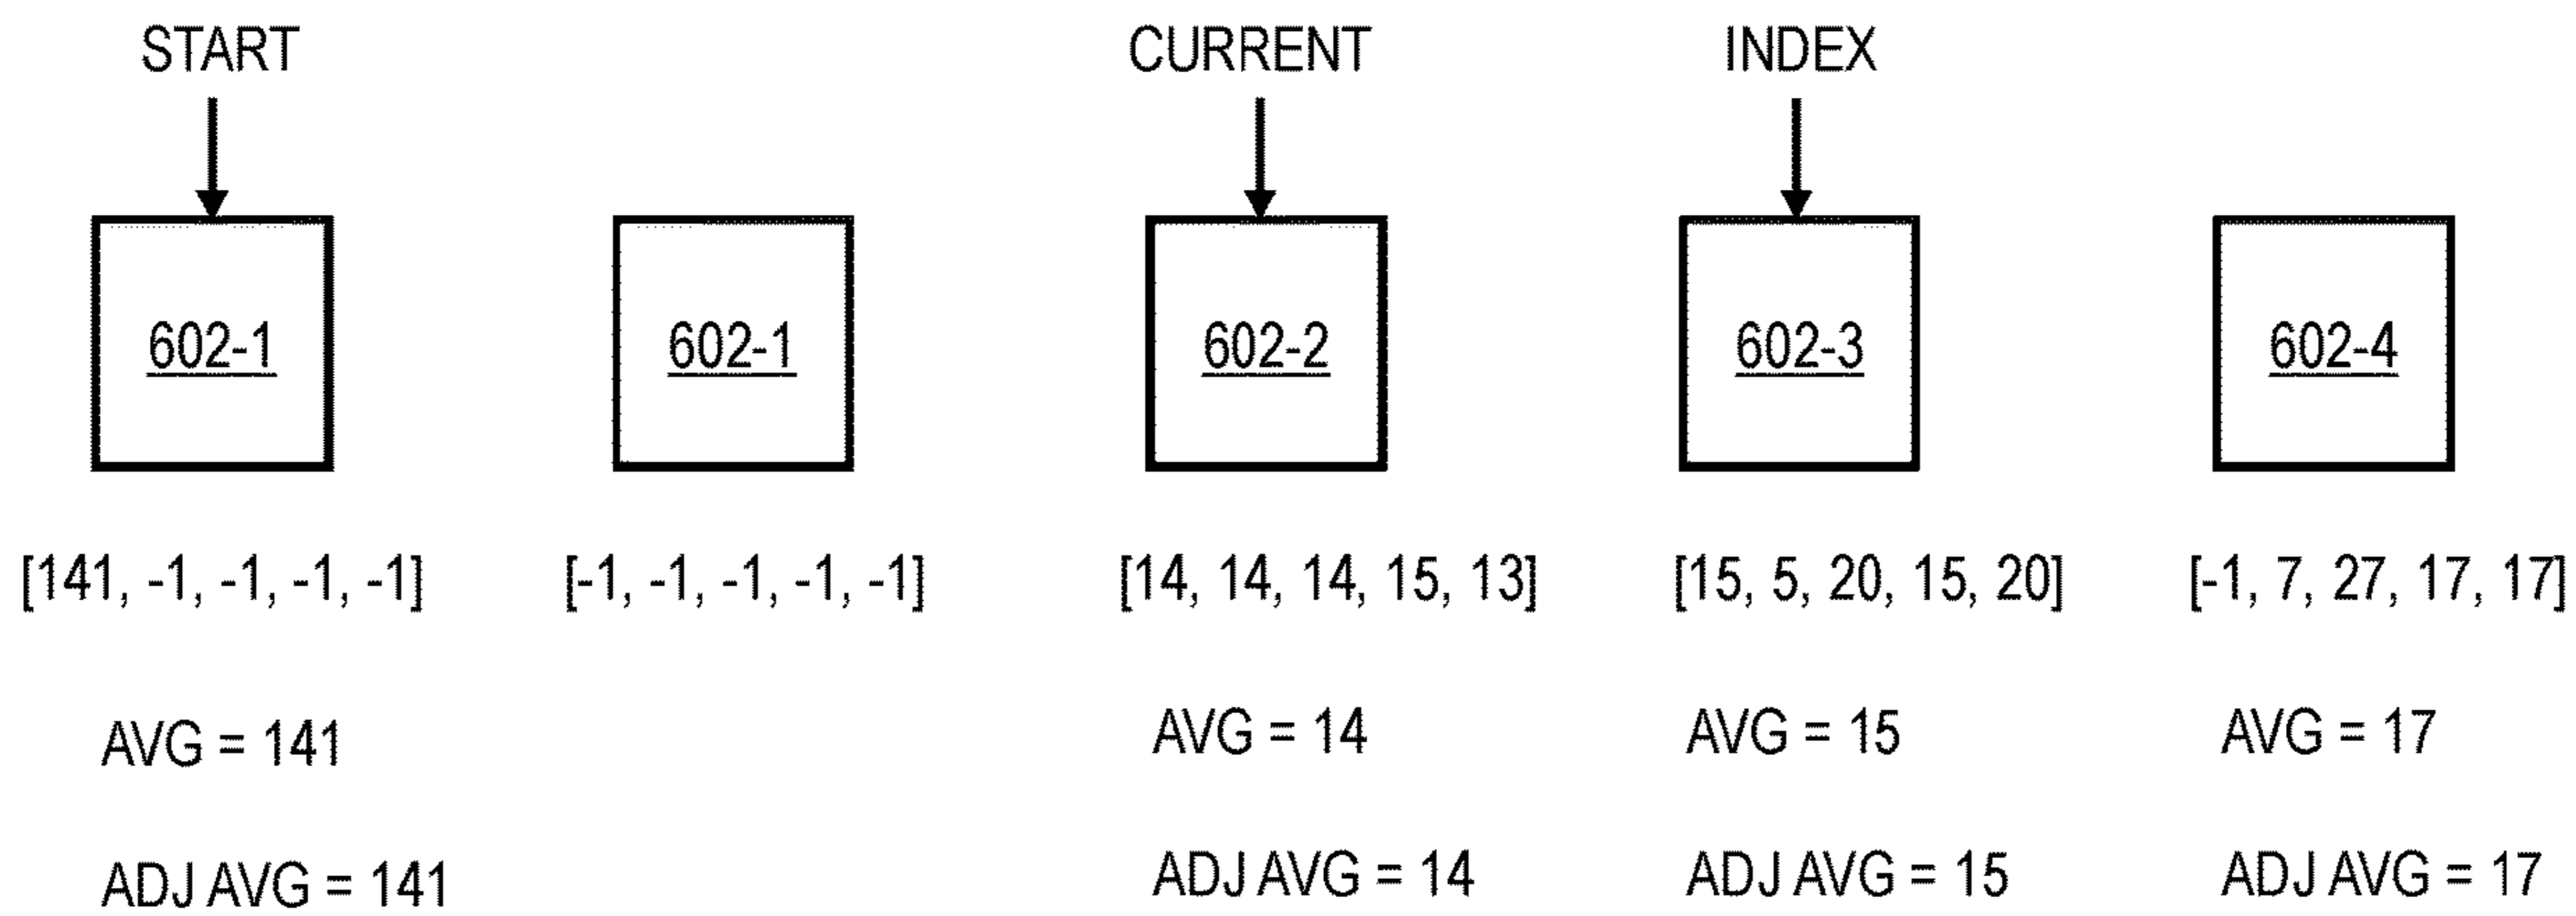 START CURRENT INDEX
602-1 602-1 602-2 602-3 602-4
[141, -1, -1, -1, -1] [-1, -1, -1, -1, -1] [14, 14, 14, 15, 13] [15, 5, 20, 15, 20] [-1, 7, 27, 17, 17]
AVG = 141 AVG = 14 AVG = 15 AVG = 17
ADJ AVG = 141 ADJ AVG = 14 ADJ AVG = 15 ADJ AVG = 17